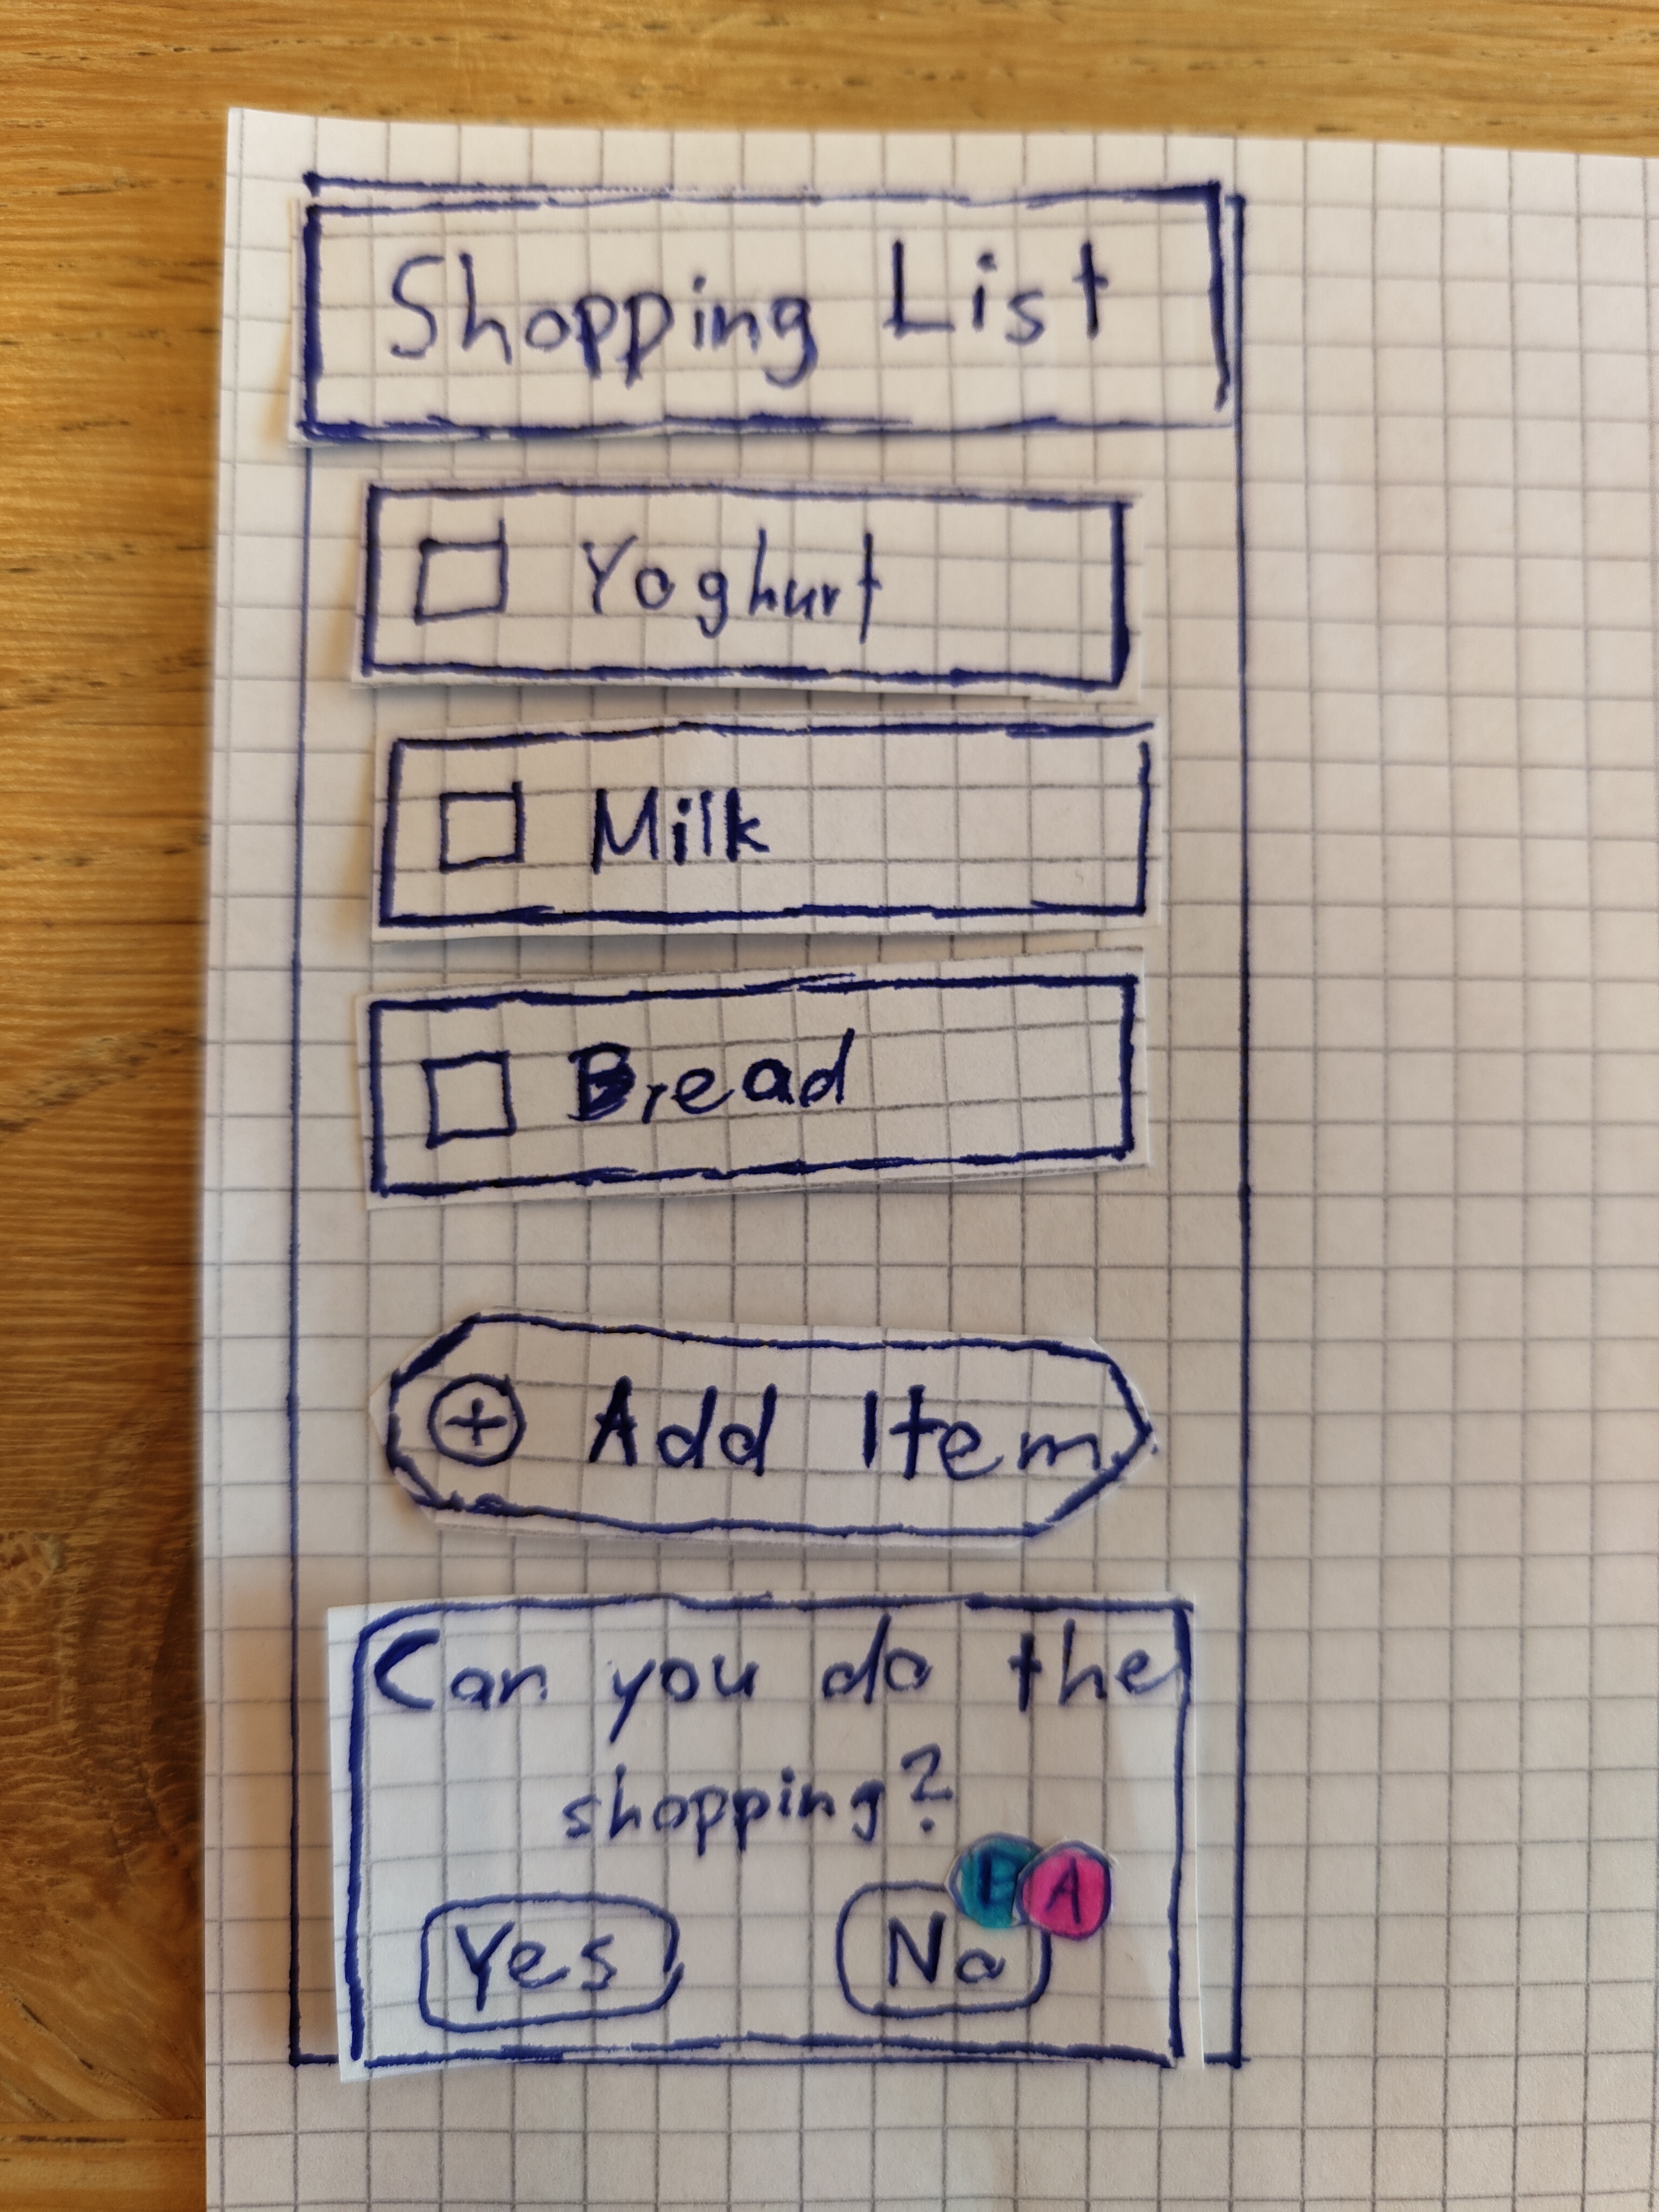 Shopping List
Yoghurt
Milk
Bread
+ Add Item
Can you do the
shopping?
A
Yes No